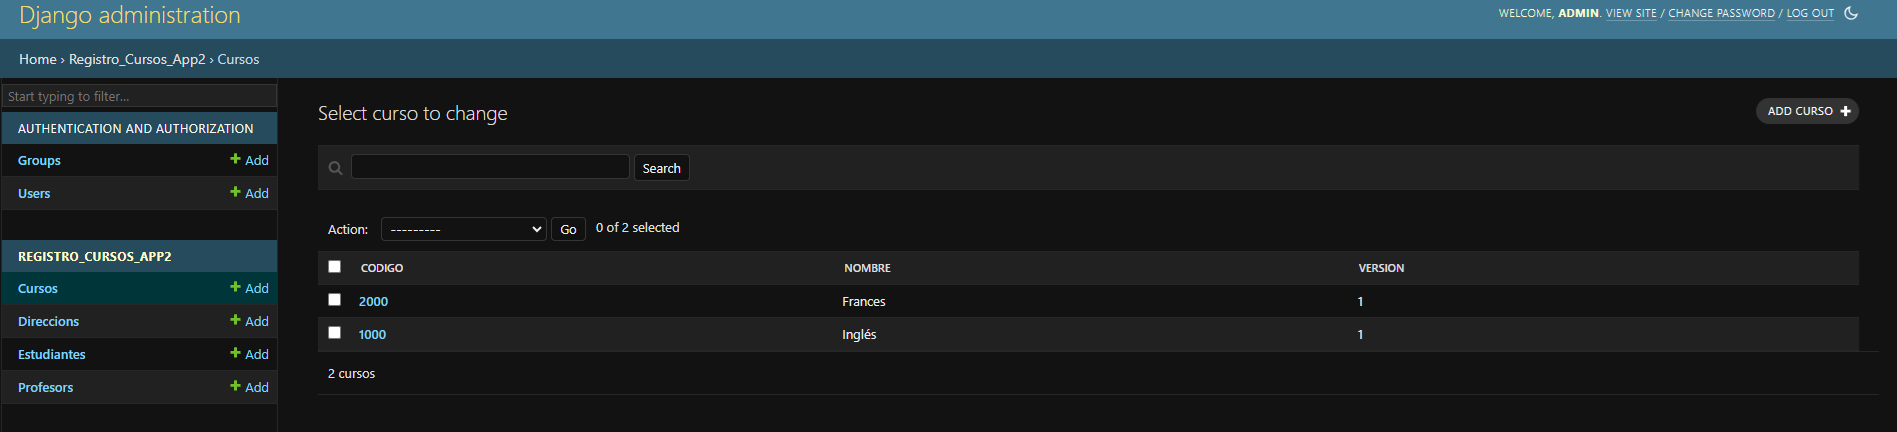 Django administration
WELCOME, ADMIN. VIEW SITE / CHANGE PASSWORD / LOG OUT
Home › Registro_Cursos_App2 › Cursos
Start typing to filter...
AUTHENTICATION AND AUTHORIZATION
Groups + Add
Users + Add
REGISTRO_CURSOS_APP2
Cursos + Add
Direccions + Add
Estudiantes + Add
Profesors + Add
Select curso to change
ADD CURSO +
Search
Action: --------- Go 0 of 2 selected
CODIGO NOMBRE VERSION
2000 Frances 1
1000 Inglés 1
2 cursos